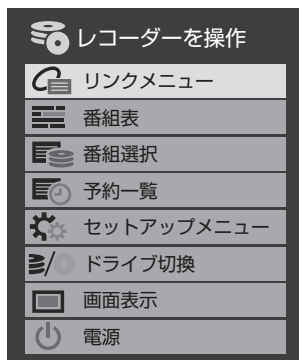 レコーダーを操作
リンクメニュー
番組表
番組選択
予約一覧
セットアップメニュー
ドライブ切換
画面表示
電源